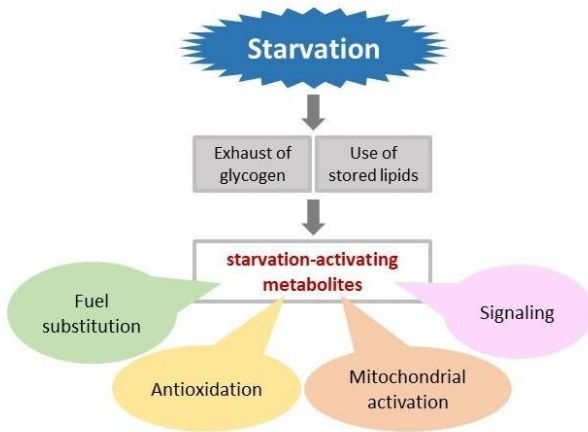 Starvation
Exhaust of
glycogen
Use of
stored lipids
starvation-activating
metabolites
Fuel
substitution
Signaling
Antioxidation
Mitochondrial
activation